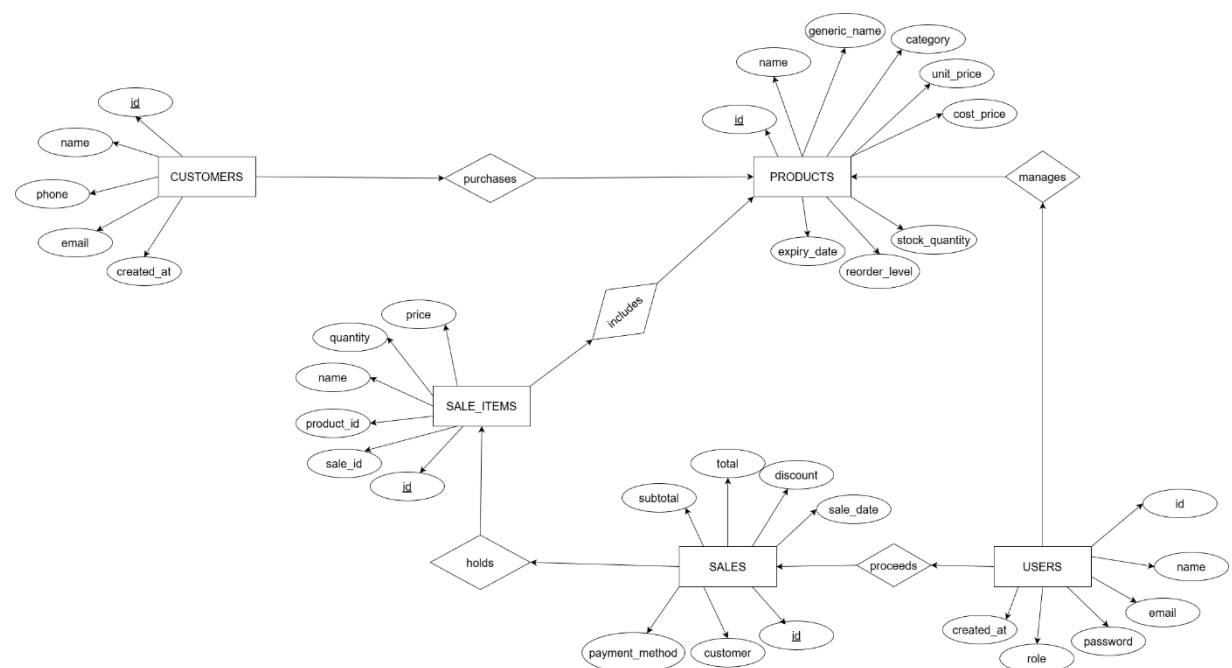 generic_name
category
name
unit_price
id
cost_price
id
name
CUSTOMERS
purchases
PRODUCTS
manages
phone
email
stock_quantity
expiry_date
created_at
reorder_level
includes
price
quantity
name
SALE_ITEMS
product_id
sale_id
id
total
discount
subtotal
sale_date
id
holds
SALES
proceeds
USERS
name
email
created_at
password
payment_method
customer
id
role